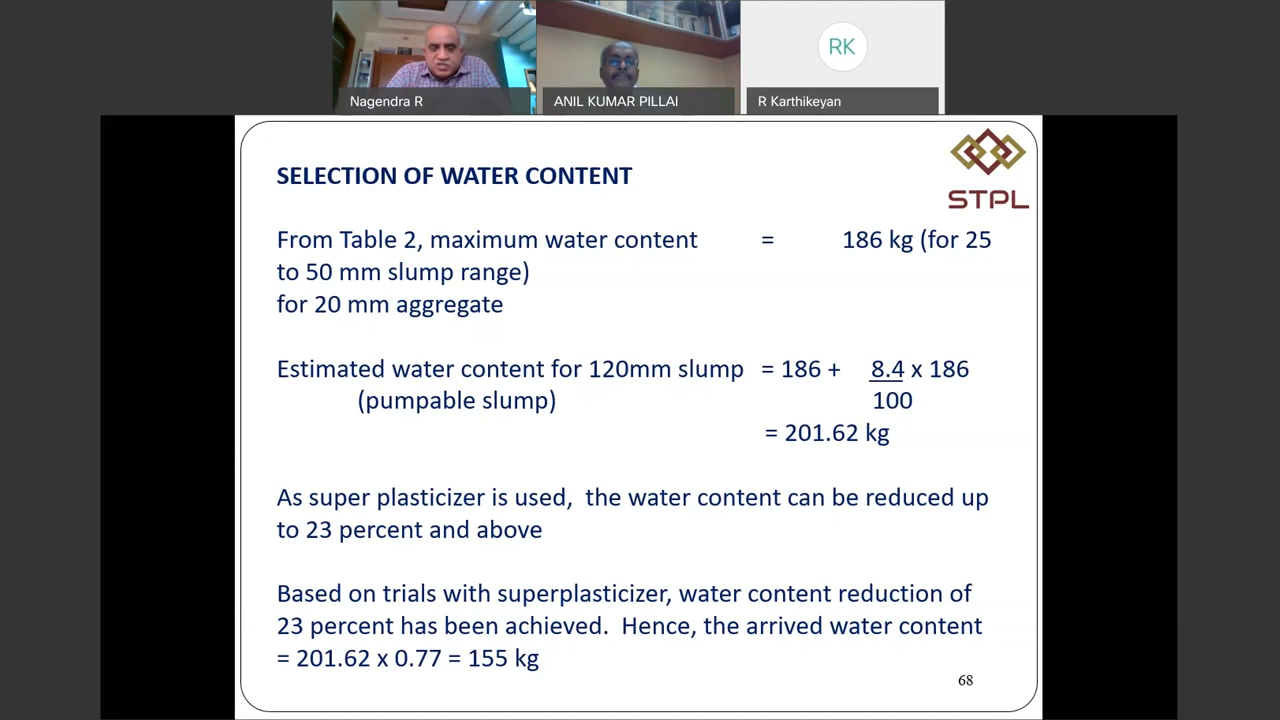 RK
Nagendra R
ANIL KUMAR PILLAI
R Karthikeyan
STPL
SELECTION OF WATER CONTENT
From Table 2, maximum water content = 186 kg (for 25
to 50 mm slump range)
for 20 mm aggregate
Estimated water content for 120mm slump = 186 + 8.4 x 186
(pumpable slump) 100
= 201.62 kg
As super plasticizer is used, the water content can be reduced up
to 23 percent and above
Based on trials with superplasticizer, water content reduction of
23 percent has been achieved. Hence, the arrived water content
= 201.62 x 0.77 = 155 kg
68